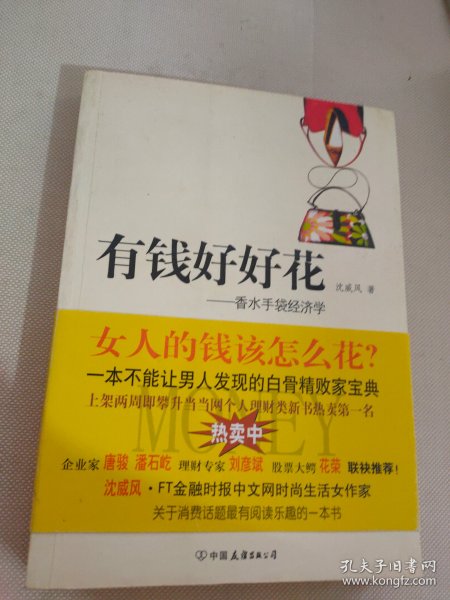 有钱好好花
沈威风 著
——香水手袋经济学
女人的钱该怎么花?
一本不能让男人发现的白骨精败家宝典
上架两周即攀升当当网个人理财类新书热卖第一名
MONEY
热卖中
企业家 唐骏 潘石屹 理财专家 刘彦斌 股票大鳄 花荣 联袂推荐!
沈威风·FT金融时报中文网时尚生活女作家
关于消费话题最有阅读乐趣的一本书
中国友谊出版公司
孔夫子旧书网
www.kongfz.com